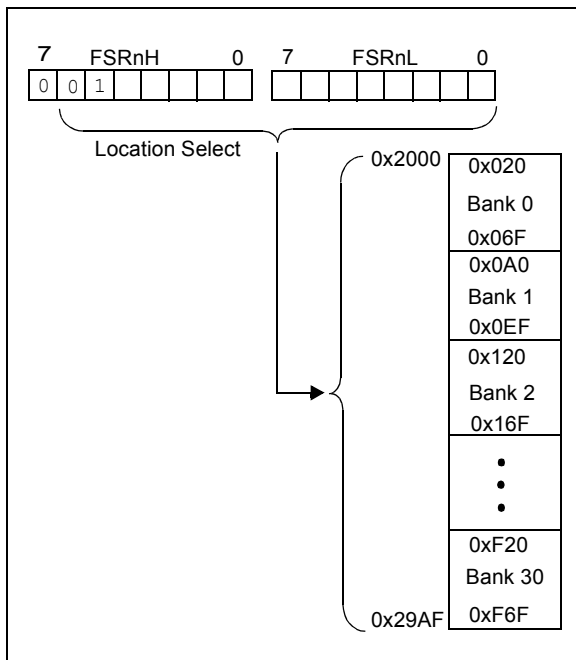 7 FSRnH 0 7 FSRnL 0
0 0 1
Location Select
0x2000
0x020
Bank 0
0x06F
0x0A0
Bank 1
0x0EF
0x120
Bank 2
0x16F
0xF20
Bank 30
0x29AF
0xF6F